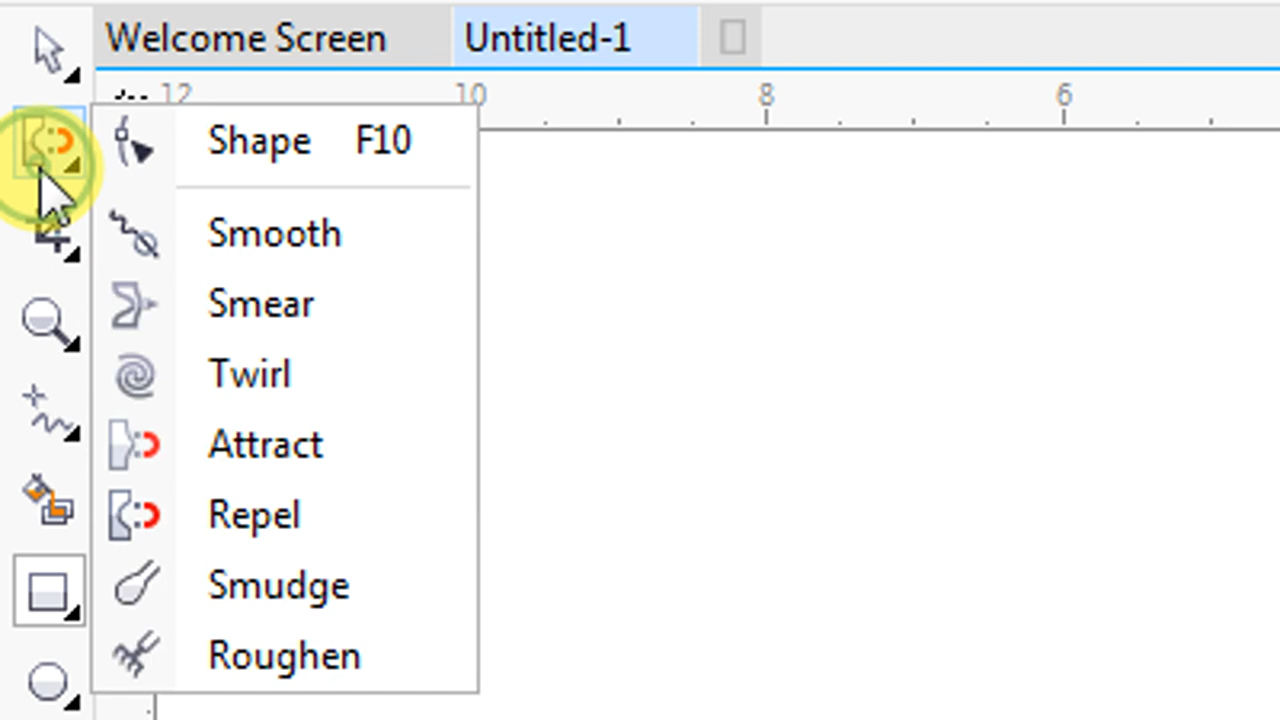 Welcome Screen Untitled-1
12 10 8 6
Shape F10
Smooth
Smear
Twirl
Attract
Repel
Smudge
Roughen